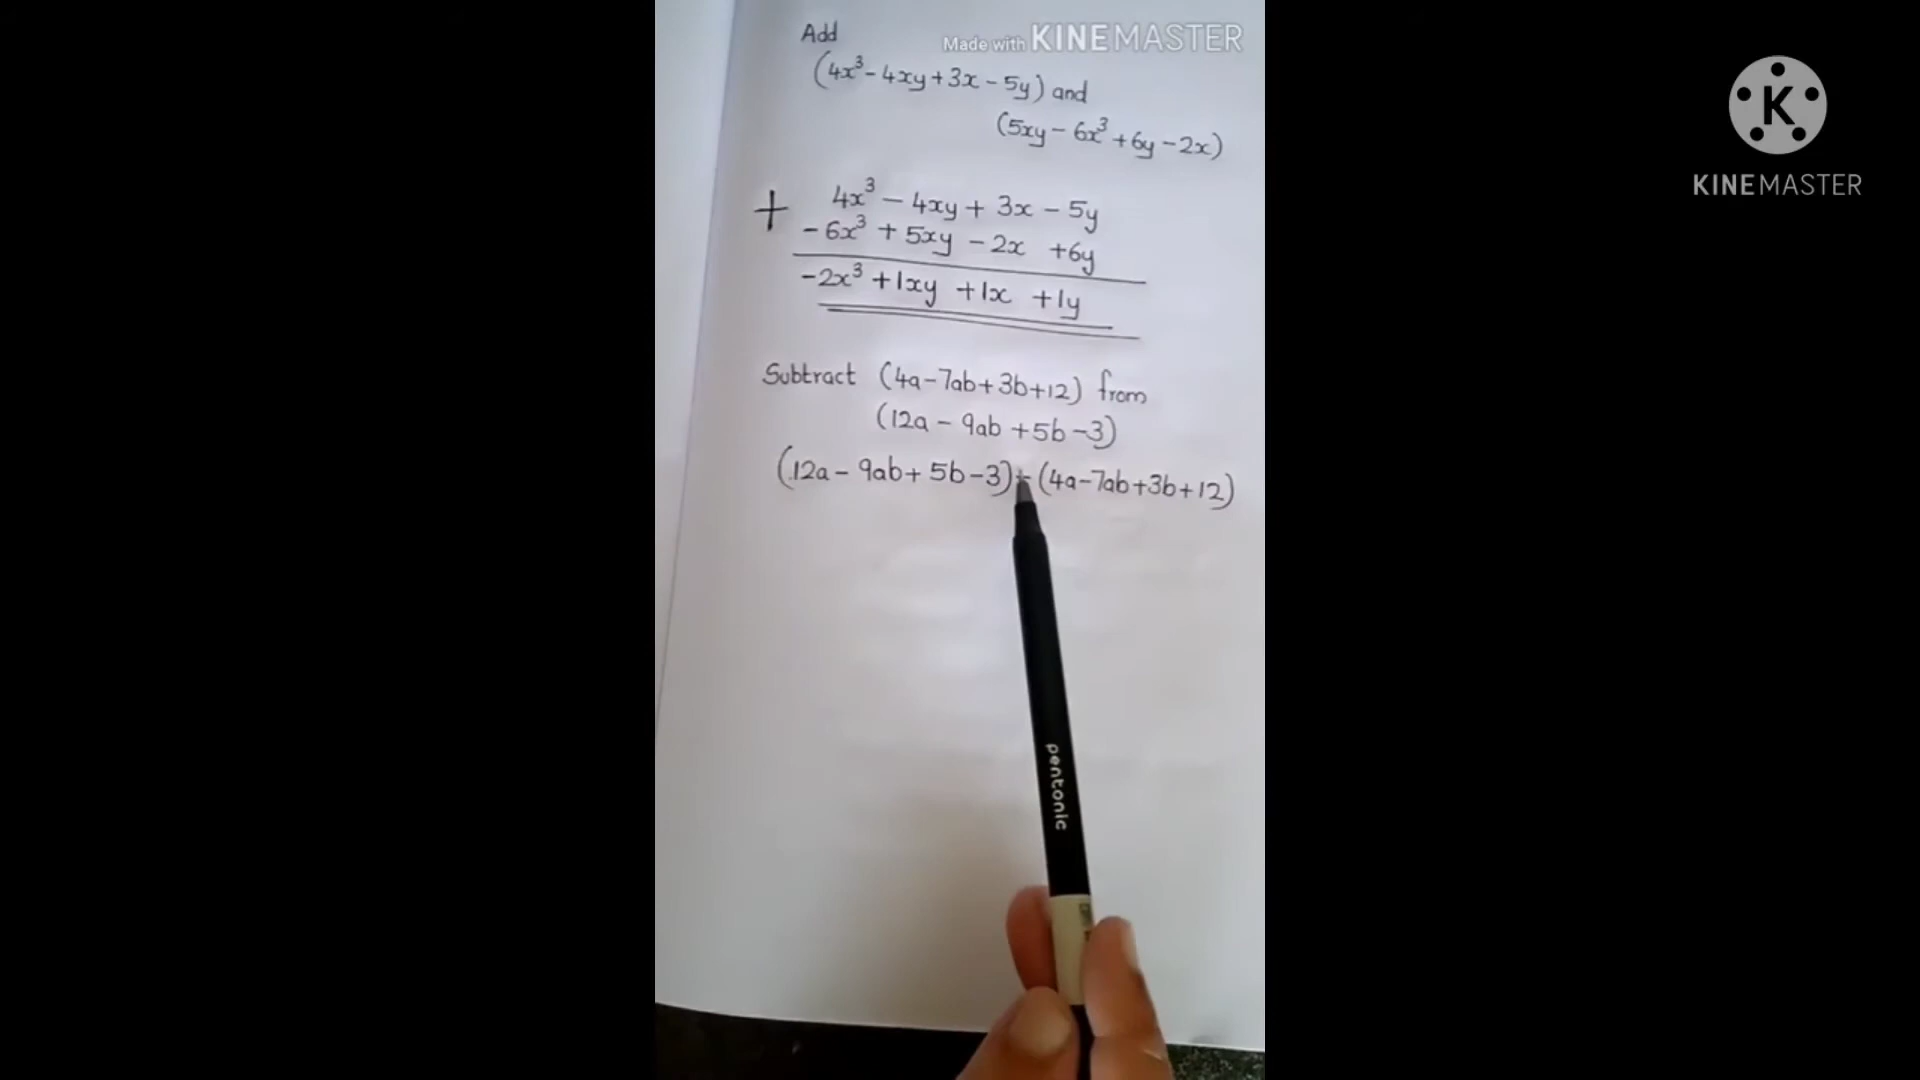 Add
Made with KINEMASTER
(4x³ - 4xy + 3x - 5y) and
(5xy - 6x³ + 6y - 2x)
+ 4x³ - 4xy + 3x - 5y
- 6x³ + 5xy - 2x + 6y
-2x³ + 1xy + 1x + 1y
Subtract (4a - 7ab + 3b + 12) from
(12a - 9ab + 5b - 3)
(12a - 9ab + 5b - 3) - (4a - 7ab + 3b + 12)
pentonic
K
KINEMASTER